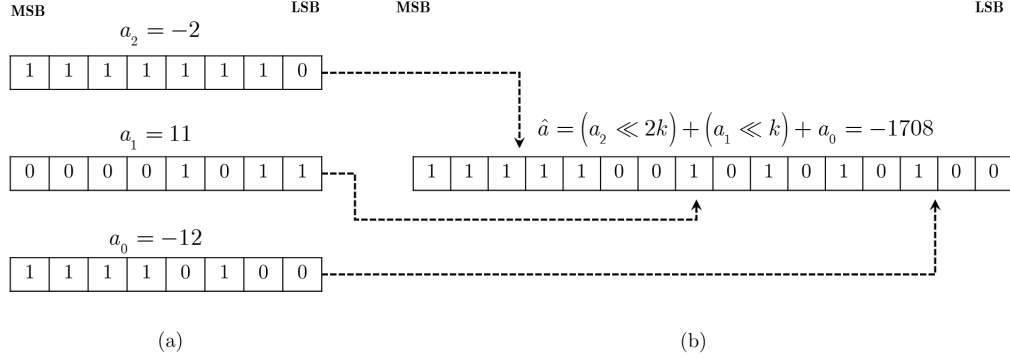 MSB LSB MSB LSB
a₂ = −2
1 1 1 1 1 1 1 0
a₁ = 11
â = (a₂ ≪ 2k) + (a₁ ≪ k) + a₀ = −1708
0 0 0 0 1 0 1 1
1 1 1 1 1 0 0 1 0 1 0 1 0 1 0 0
a₀ = −12
1 1 1 1 0 1 0 0
(a) (b)